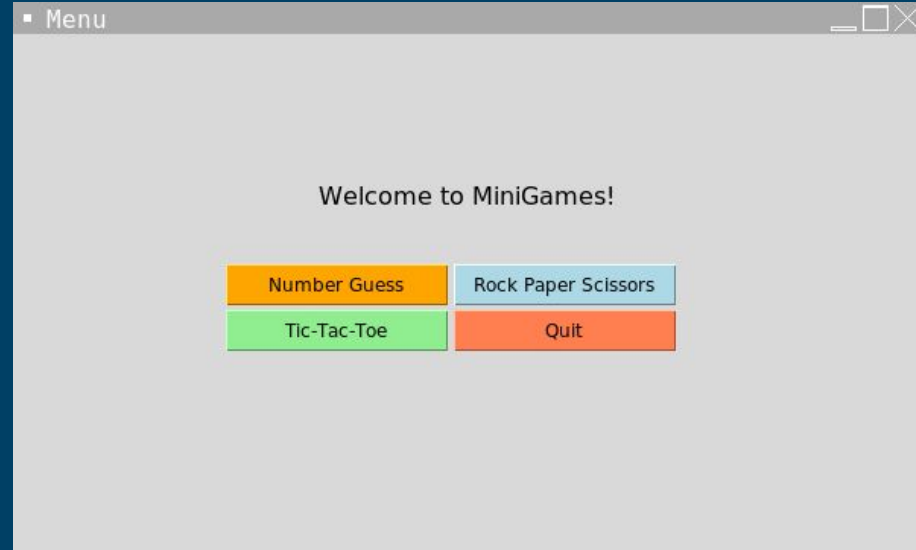 Menu
Welcome to MiniGames!
Number Guess
Rock Paper Scissors
Tic-Tac-Toe
Quit